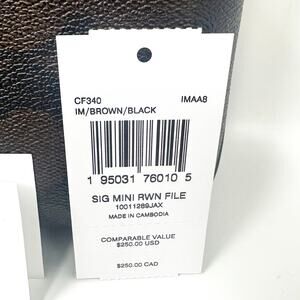 CF340 IMAA8
IM/BROWN/BLACK
1 95031 76010 5
SIG MINI RWN FILE
10011289JAX
MADE IN CAMBODIA
COMPARABLE VALUE
$250.00 USD
$250.00 CAD